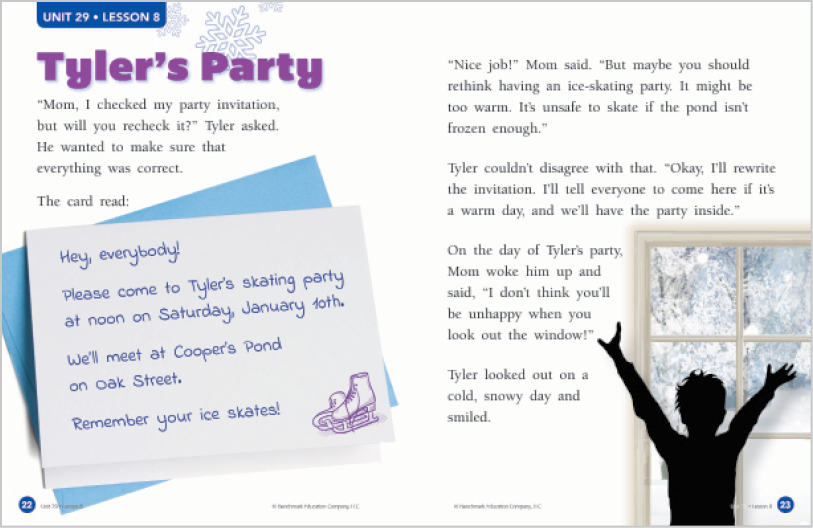 UNIT 29 • LESSON 8
Tyler's Party
“Mom, I checked my party invitation,
but will you recheck it?” Tyler asked.
He wanted to make sure that
everything was correct.
The card read:
Hey, everybody!
Please come to Tyler's skating party
at noon on Saturday, January 10th.
We'll meet at Cooper's Pond
on Oak Street.
Remember your ice skates!
22
© Benchmark Education Company, LLC
“Nice job!” Mom said. “But maybe you should
rethink having an ice-skating party. It might be
too warm. It's unsafe to skate if the pond isn't
frozen enough.”
Tyler couldn't disagree with that. “Okay, I'll rewrite
the invitation. I'll tell everyone to come here if it's
a warm day, and we'll have the party inside.”
On the day of Tyler's party,
Mom woke him up and
said, “I don't think you'll
be unhappy when you
look out the window!”
Tyler looked out on a
cold, snowy day and
smiled.
© Benchmark Education Company, LLC
Lesson 8
23